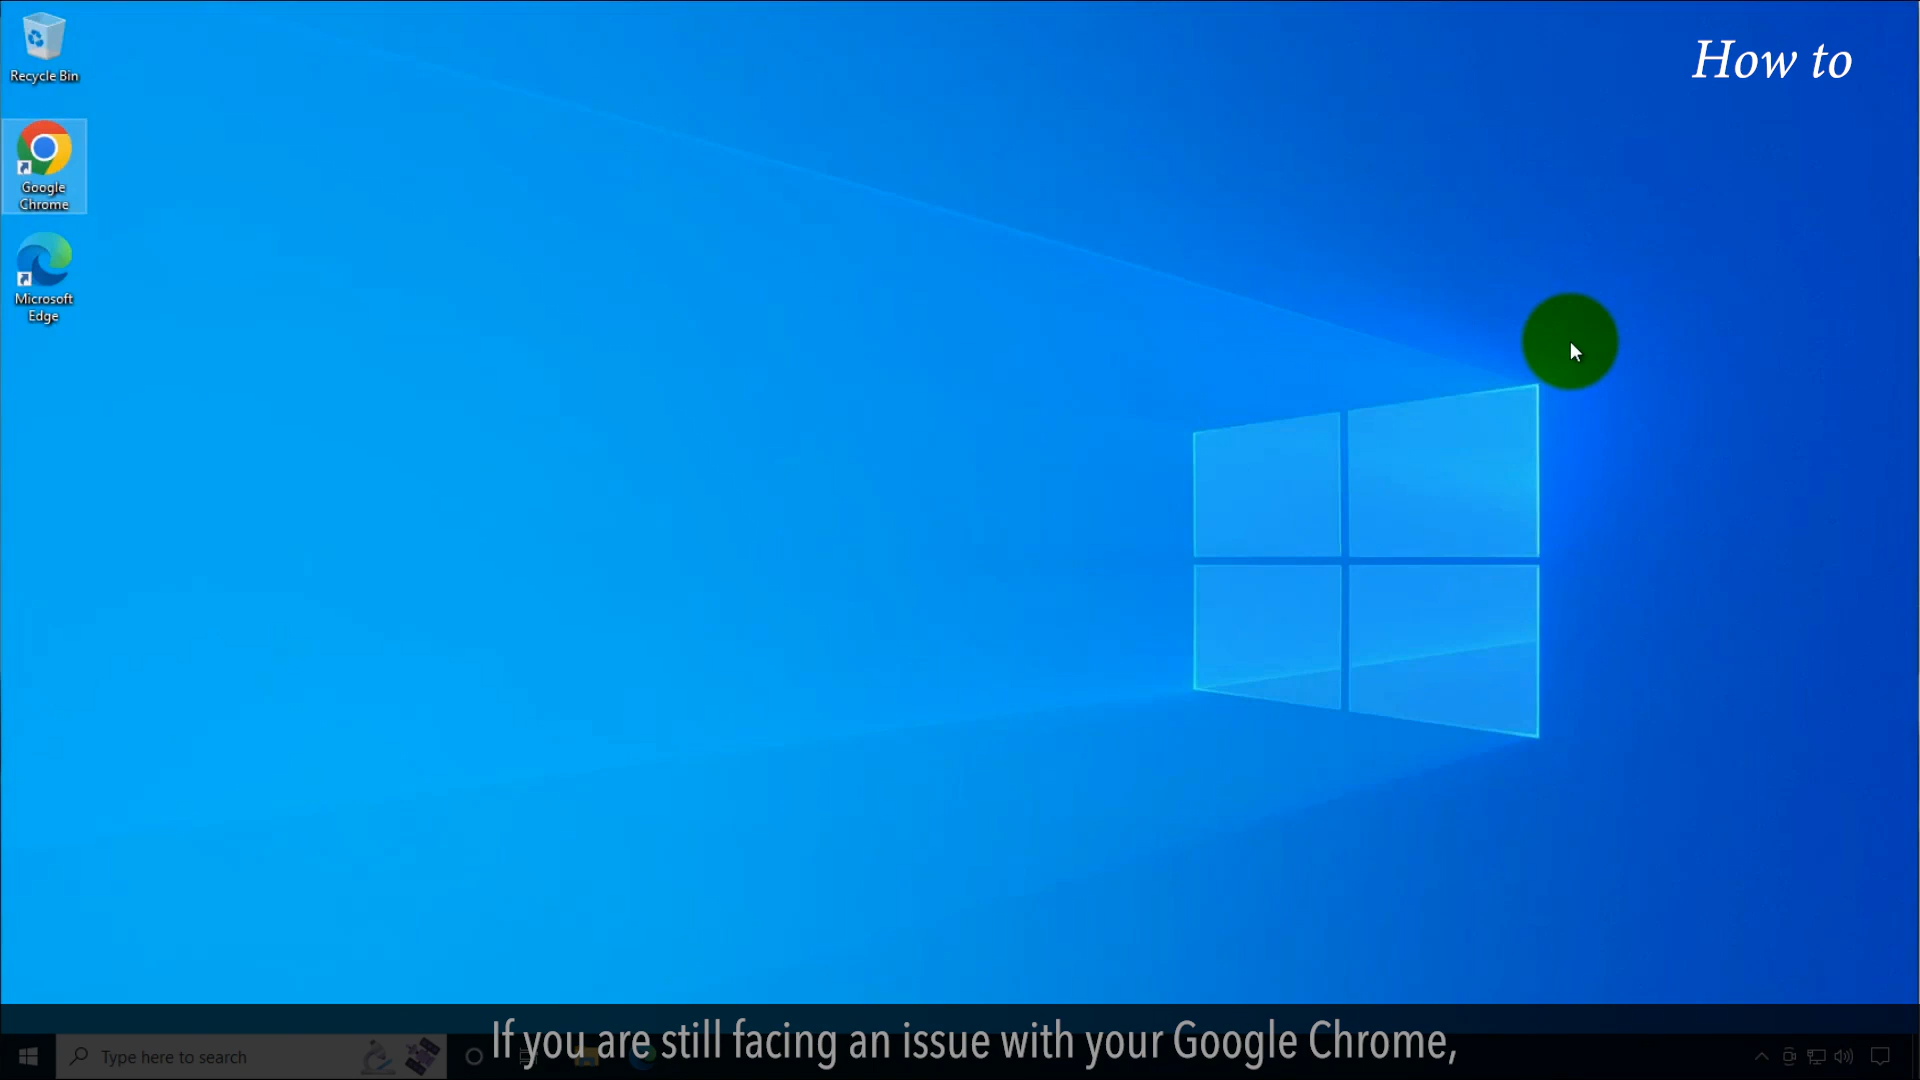 How to
Recycle Bin
Google
Chrome
Microsoft
Edge
If you are still facing an issue with your Google Chrome,
Type here to search